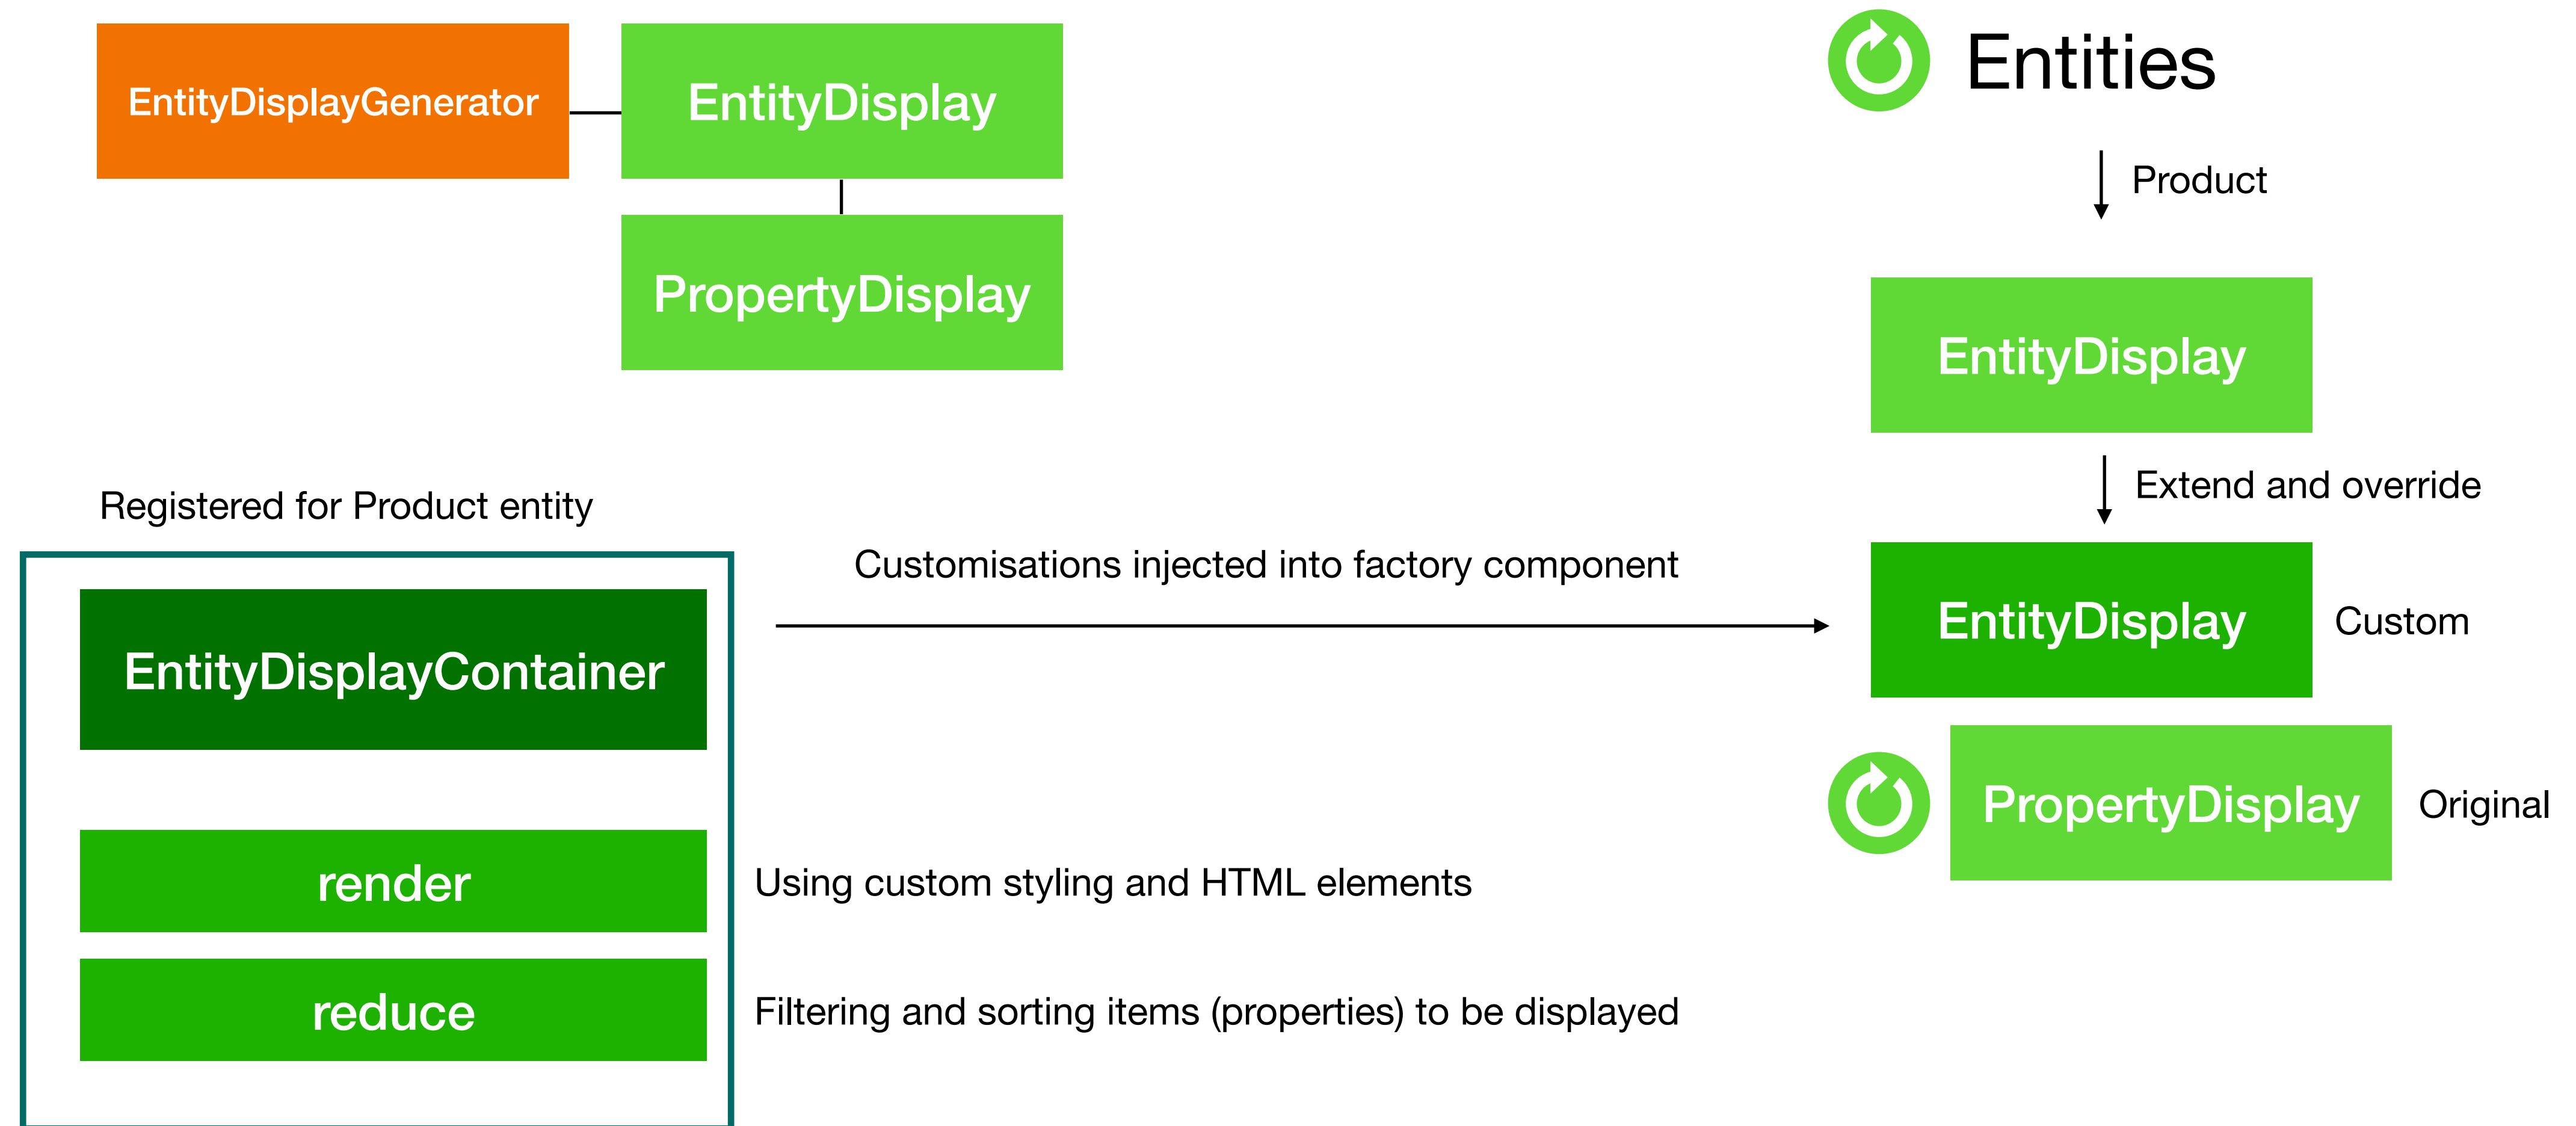 EntityDisplayGenerator
EntityDisplay
PropertyDisplay
Entities
Product
EntityDisplay
Extend and override
Registered for Product entity
Customisations injected into factory component
EntityDisplayContainer
EntityDisplay
Custom
PropertyDisplay
Original
render
Using custom styling and HTML elements
reduce
Filtering and sorting items (properties) to be displayed